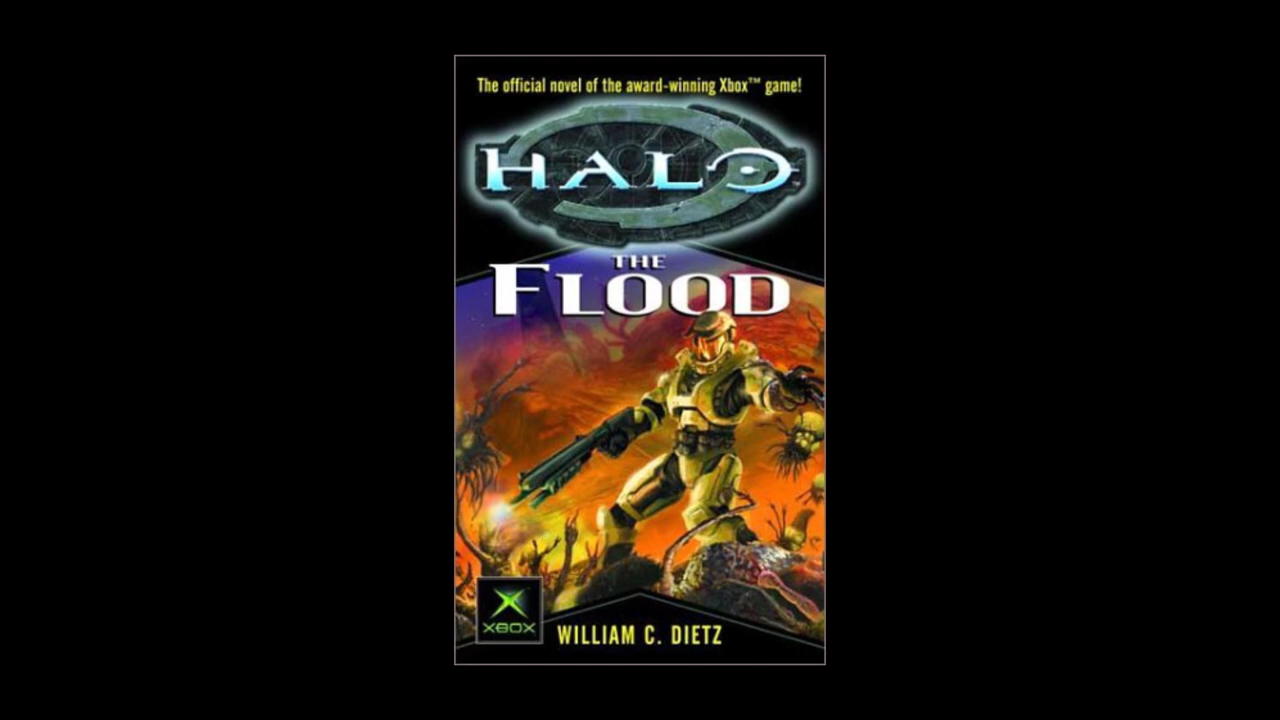 The official novel of the award-winning Xbox™ game!
HALO
THE
FLOOD
XBOX
WILLIAM C. DIETZ